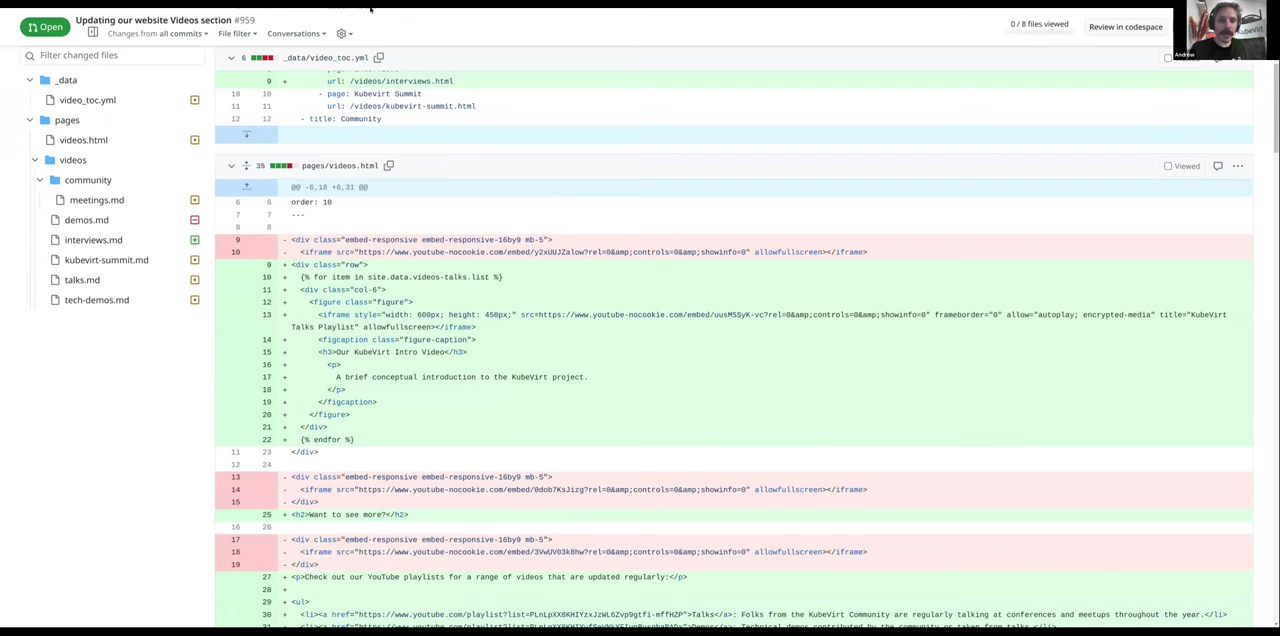 Open
Updating our website Videos section #959
Changes from all commits
File filter
Conversations
0 / 8 files viewed
Review in codespace
KubeVirt
Andrew
Filter changed files
_data
video_toc.yml
pages
videos.html
videos
community
meetings.md
demos.md
interviews.md
kubevirt-summit.md
talks.md
tech-demos.md
6 _data/video_toc.yml
9 + url: /videos/interviews.html
10 10 - page: Kubevirt Summit
11 11 url: /videos/kubevirt-summit.html
12 12 - title: Community
35 pages/videos.html
Viewed
@@ -6,18 +6,31 @@
6 6 order: 10
7 7 ---
8 8
9 - <div class="embed-responsive embed-responsive-16by9 mb-5">
10 - <iframe src="https://www.youtube-nocookie.com/embed/y2xUUJZalow?rel=0&amp;controls=0&amp;showinfo=0" allowfullscreen></iframe>
9 + <div class="row">
10 + {% for item in site.data.videos-talks.list %}
11 + <div class="col-6">
12 + <figure class="figure">
13 + <iframe style="width: 600px; height: 450px;" src=https://www.youtube-nocookie.com/embed/uusM5SyK-vc?rel=0&amp;controls=0&amp;showinfo=0" frameborder="0" allow="autoplay; encrypted-media" title="KubeVirt
Talks Playlist" allowfullscreen></iframe>
14 + <figcaption class="figure-caption">
15 + <h3>Our KubeVirt Intro Video</h3>
16 + <p>
17 + A brief conceptual introduction to the KubeVirt project.
18 + </p>
19 + </figcaption>
20 + </figure>
21 + </div>
22 + {% endfor %}
11 23 </div>
12 24
13 - <div class="embed-responsive embed-responsive-16by9 mb-5">
14 - <iframe src="https://www.youtube-nocookie.com/embed/0dob7KsJizg?rel=0&amp;controls=0&amp;showinfo=0" allowfullscreen></iframe>
15 - </div>
25 + <h2>Want to see more?</h2>
16 26
17 - <div class="embed-responsive embed-responsive-16by9 mb-5">
18 - <iframe src="https://www.youtube-nocookie.com/embed/3VwUV03k8hw?rel=0&amp;controls=0&amp;showinfo=0" allowfullscreen></iframe>
19 - </div>
27 + <p>Check out our YouTube playlists for a range of videos that are updated regularly:</p>
28 +
29 + <ul>
30 + <li><a href="https://www.youtube.com/playlist?list=PLnLpXX8KHIYzxJzWL6Zvp9gtfi-mffHZP">Talks</a>: Folks from the KubeVirt Community are regularly talking at conferences and meetups throughout the year.</li>